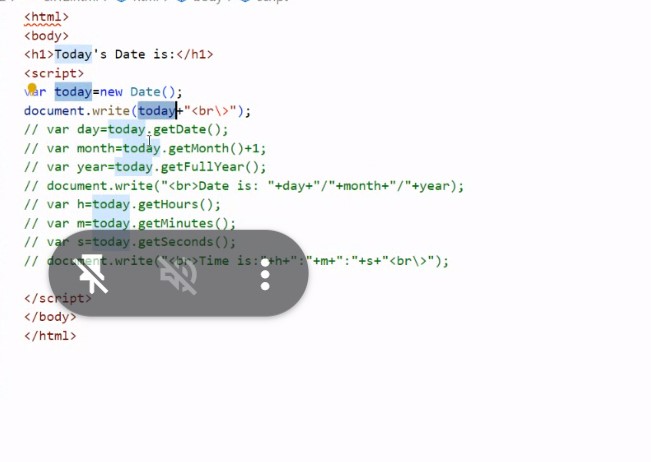 <html>
<body>
<h1>Today's Date is:</h1>
<script>
var today=new Date();
document.write(today+"<br\>");
// var day=today.getDate();
// var month=today.getMonth()+1;
// var year=today.getFullYear();
// document.write("<br>Date is: "+day+"/"+month+"/"+year);
// var h=today.getHours();
// var m=today.getMinutes();
// var s=today.getSeconds();
// document.write("<br>Time is:"+h+":"+m+":"+s+"<br\>");
</script>
</body>
</html>